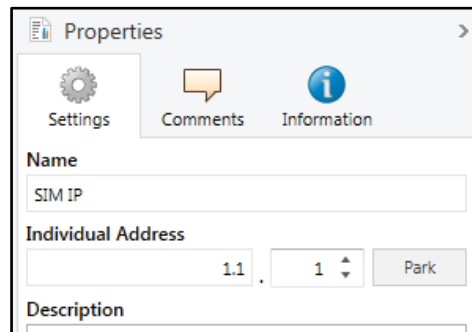 Properties
Settings Comments Information
Name
SIM IP
Individual Address
1.1 . 1 Park
Description